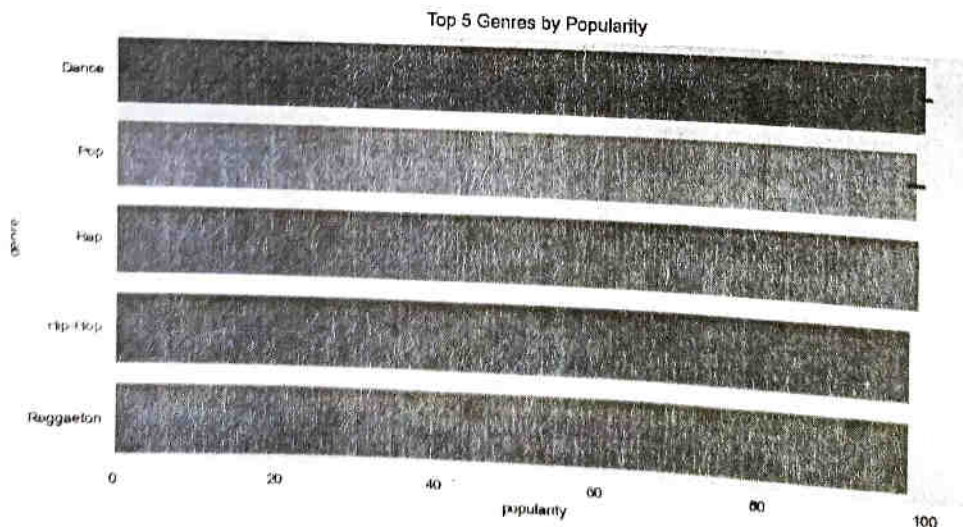 Top 5 Genres by Popularity
Dance
Pop
Rap
Hip-Hop
Reggaeton
genre
0 20 40 60 80 100
popularity